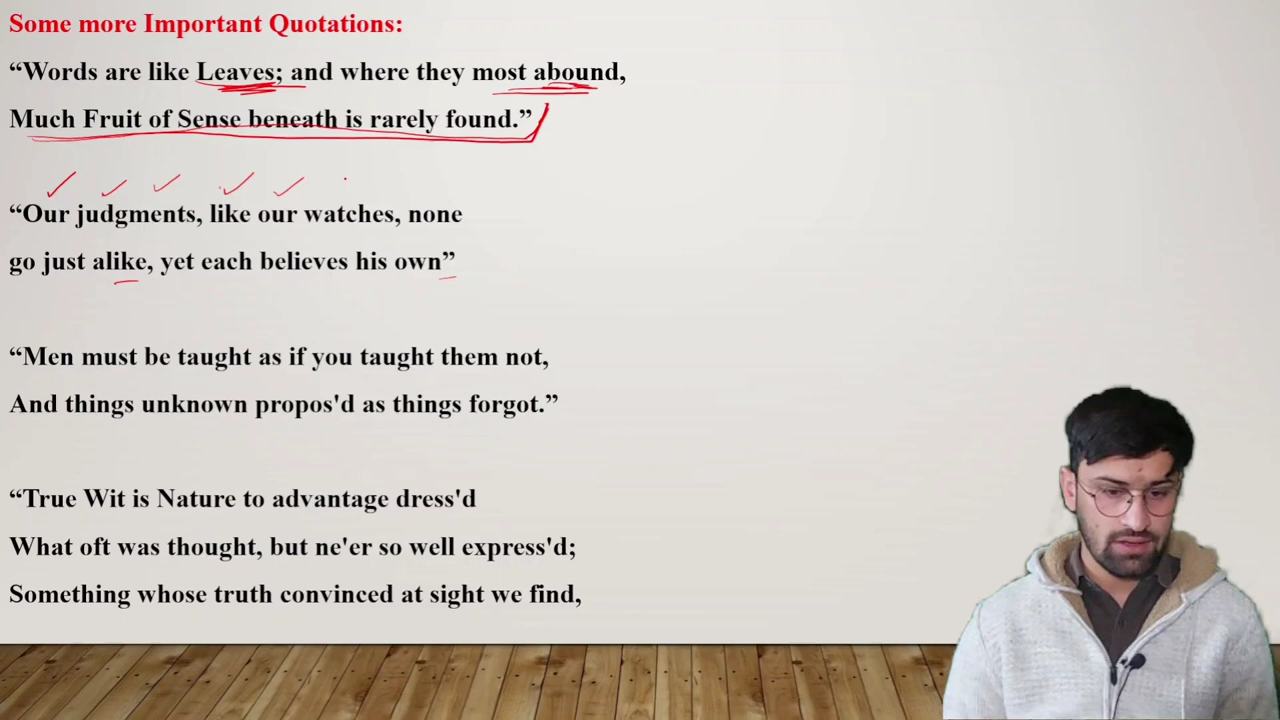 Some more Important Quotations:
“Words are like Leaves; and where they most abound,
Much Fruit of Sense beneath is rarely found.”
“Our judgments, like our watches, none
go just alike, yet each believes his own”
“Men must be taught as if you taught them not,
And things unknown propos'd as things forgot.”
“True Wit is Nature to advantage dress'd
What oft was thought, but ne'er so well express'd;
Something whose truth convinced at sight we find,